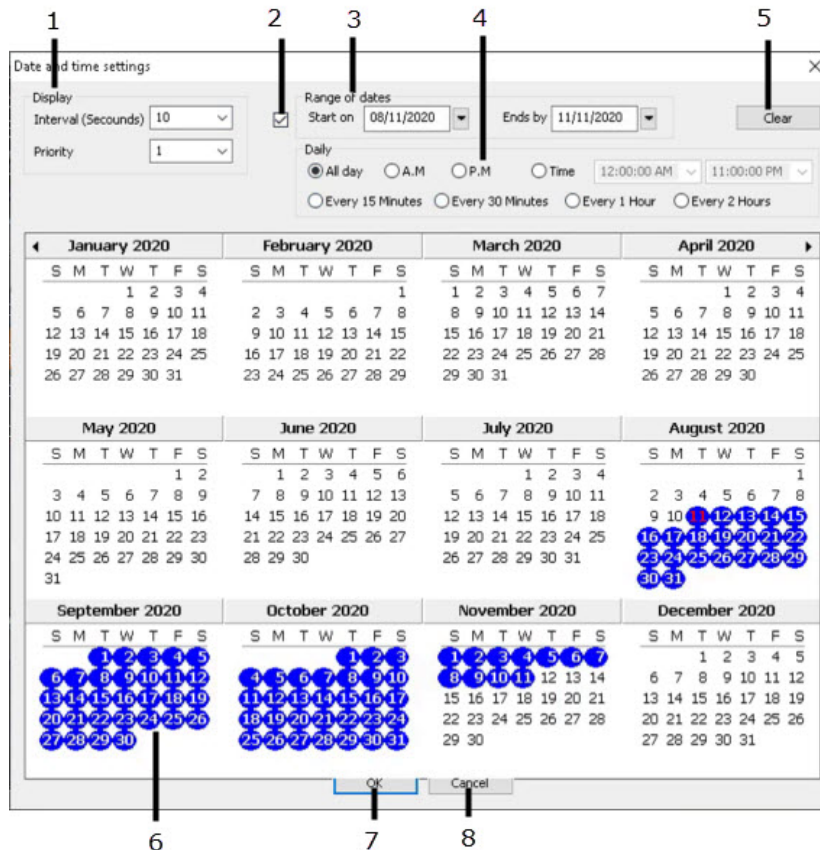 1 2 3 4 5
Date and time settings
Display
Interval (Secounds) 10
Priority 1
Range of dates
Start on 08/11/2020 Ends by 11/11/2020 Clear
Daily
All day A.M P.M Time 12:00:00 AM 11:00:00 PM
Every 15 Minutes Every 30 Minutes Every 1 Hour Every 2 Hours
January 2020 February 2020 March 2020 April 2020
S M T W T F S S M T W T F S S M T W T F S S M T W T F S
1 2 3 4 1 1 2 3 4 5 6 7 1 2 3 4
5 6 7 8 9 10 11 2 3 4 5 6 7 8 8 9 10 11 12 13 14 5 6 7 8 9 10 11
12 13 14 15 16 17 18 9 10 11 12 13 14 15 15 16 17 18 19 20 21 12 13 14 15 16 17 18
19 20 21 22 23 24 25 16 17 18 19 20 21 22 22 23 24 25 26 27 28 19 20 21 22 23 24 25
26 27 28 29 30 31 23 24 25 26 27 28 29 29 30 31 26 27 28 29 30
May 2020 June 2020 July 2020 August 2020
S M T W T F S S M T W T F S S M T W T F S S M T W T F S
1 2 1 2 3 4 5 6 1 2 3 4 1
3 4 5 6 7 8 9 7 8 9 10 11 12 13 5 6 7 8 9 10 11 2 3 4 5 6 7 8
10 11 12 13 14 15 16 14 15 16 17 18 19 20 12 13 14 15 16 17 18 9 10 11 12 13 14 15
17 18 19 20 21 22 23 21 22 23 24 25 26 27 19 20 21 22 23 24 25 16 17 18 19 20 21 22
24 25 26 27 28 29 30 28 29 30 26 27 28 29 30 31 23 24 25 26 27 28 29
31 30 31
September 2020 October 2020 November 2020 December 2020
S M T W T F S S M T W T F S S M T W T F S S M T W T F S
1 2 3 4 5 1 2 3 1 2 3 4 5 6 7 1 2 3 4 5
6 7 8 9 10 11 12 4 5 6 7 8 9 10 8 9 10 11 12 13 14 6 7 8 9 10 11 12
13 14 15 16 17 18 19 11 12 13 14 15 16 17 15 16 17 18 19 20 21 13 14 15 16 17 18 19
20 21 22 23 24 25 26 18 19 20 21 22 23 24 22 23 24 25 26 27 28 20 21 22 23 24 25 26
27 28 29 30 25 26 27 28 29 30 31 29 30 27 28 29 30 31
OK Cancel
6 7 8